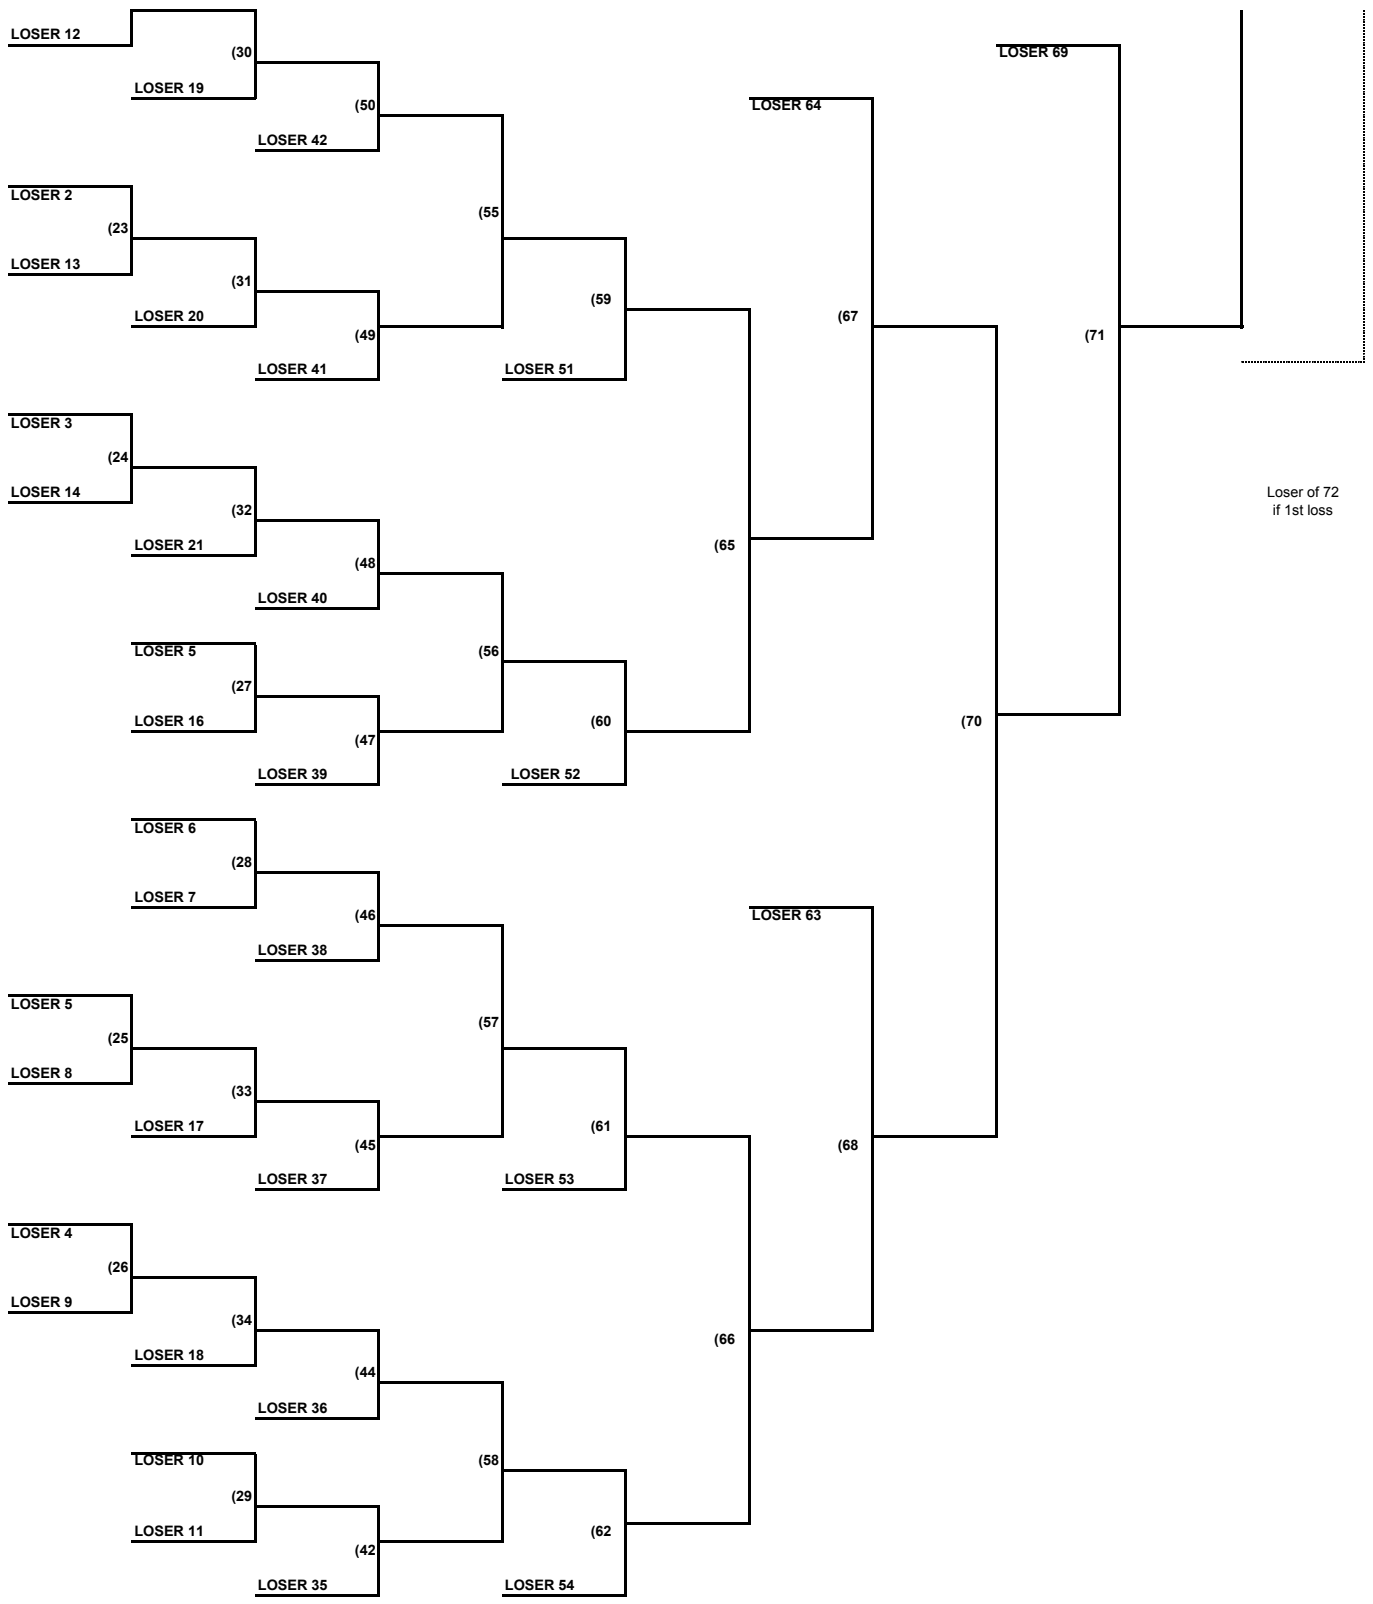 LOSER 12
(30
LOSER 69
LOSER 19
(50
LOSER 64
LOSER 42
LOSER 2
(55
(23
LOSER 13
(31
(59
LOSER 20
(67
(49
(71
LOSER 41
LOSER 51
LOSER 3
(24
LOSER 14
Loser of 72
if 1st loss
(32
LOSER 21
(65
(48
LOSER 40
LOSER 5
(56
(27
LOSER 16
(60
(70
(47
LOSER 39
LOSER 52
LOSER 6
(28
LOSER 7
(46
LOSER 63
LOSER 38
LOSER 5
(57
(25
LOSER 8
(33
LOSER 17
(61
(45
(68
LOSER 37
LOSER 53
LOSER 4
(26
LOSER 9
(34
(66
LOSER 18
(44
LOSER 36
LOSER 10
(58
(29
LOSER 11
(62
(42
LOSER 35
LOSER 54